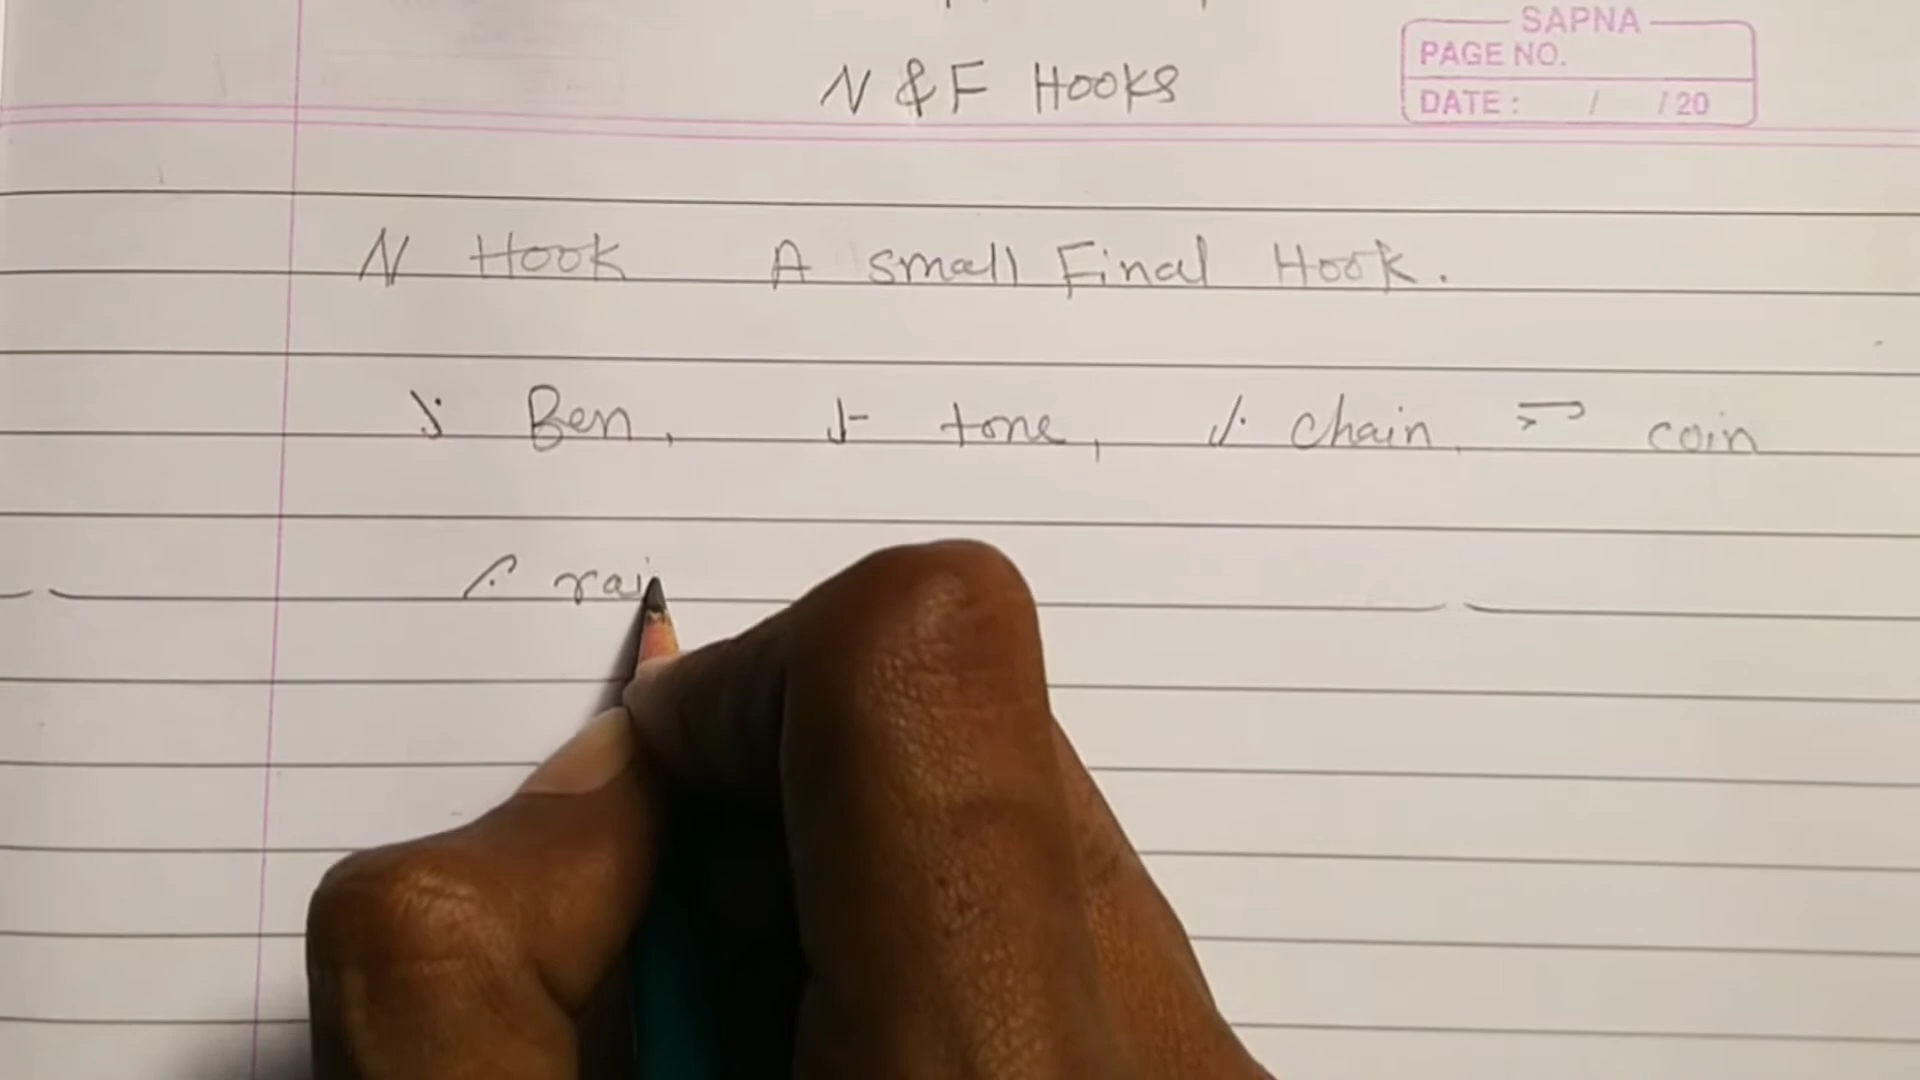 SAPNA
PAGE NO.
N & F Hooks
DATE: / /20
N Hook A small Final Hook.
Ben, tone, chain, coin
rai